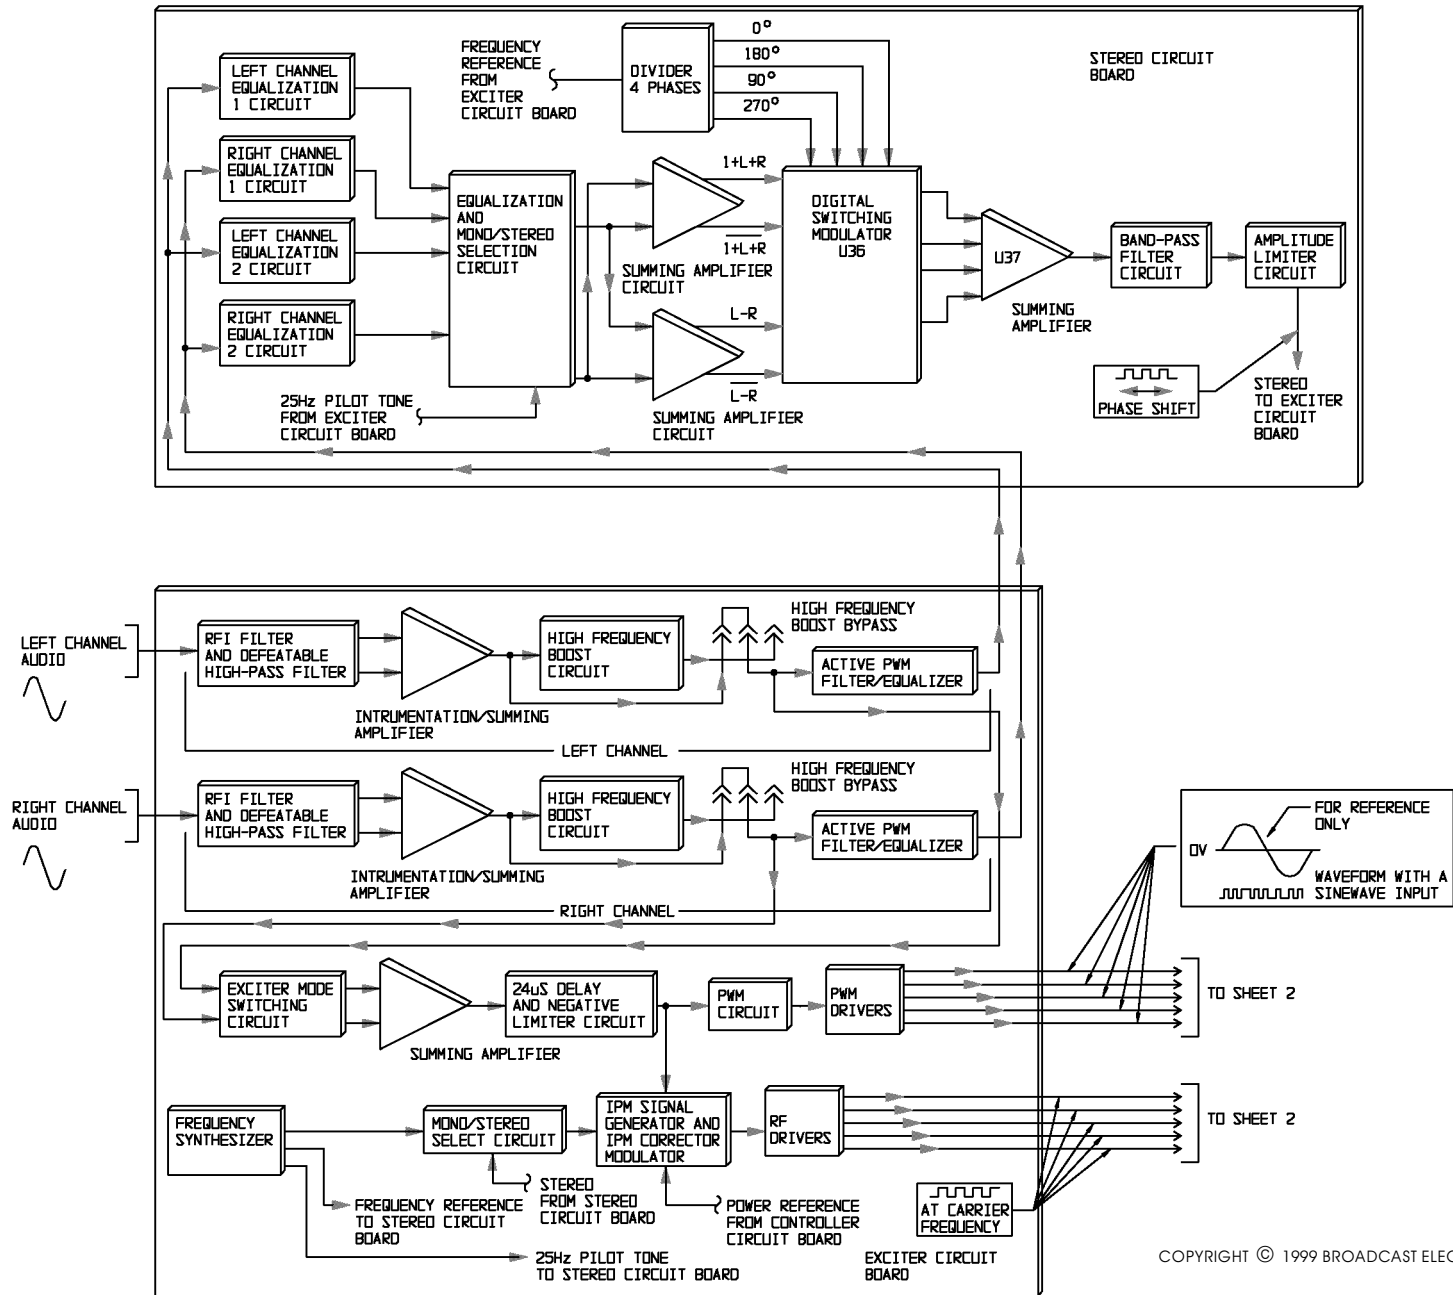 STEREO CIRCUIT
BOARD
FREQUENCY
REFERENCE
FROM
EXCITER
CIRCUIT BOARD
DIVIDER
4 PHASES
0°
180°
90°
270°
LEFT CHANNEL
EQUALIZATION
1 CIRCUIT
RIGHT CHANNEL
EQUALIZATION
1 CIRCUIT
LEFT CHANNEL
EQUALIZATION
2 CIRCUIT
RIGHT CHANNEL
EQUALIZATION
2 CIRCUIT
EQUALIZATION
AND
MONO/STEREO
SELECTION
CIRCUIT
1+L+R
1+L+R
SUMMING AMPLIFIER
CIRCUIT
L-R
L-R
SUMMING AMPLIFIER
CIRCUIT
DIGITAL
SWITCHING
MODULATOR
U36
U37
SUMMING
AMPLIFIER
BAND-PASS
FILTER
CIRCUIT
AMPLITUDE
LIMITER
CIRCUIT
PHASE SHIFT
STEREO
TO EXCITER
CIRCUIT
BOARD
25Hz PILOT TONE
FROM EXCITER
CIRCUIT BOARD
LEFT CHANNEL
AUDIO
RFI FILTER
AND DEFEATABLE
HIGH-PASS FILTER
INTRUMENTATION/SUMMING
AMPLIFIER
HIGH FREQUENCY
BOOST
CIRCUIT
HIGH FREQUENCY
BOOST BYPASS
ACTIVE PWM
FILTER/EQUALIZER
LEFT CHANNEL
RIGHT CHANNEL
AUDIO
RFI FILTER
AND DEFEATABLE
HIGH-PASS FILTER
INTRUMENTATION/SUMMING
AMPLIFIER
HIGH FREQUENCY
BOOST
CIRCUIT
HIGH FREQUENCY
BOOST BYPASS
ACTIVE PWM
FILTER/EQUALIZER
RIGHT CHANNEL
0V
FOR REFERENCE
ONLY
WAVEFORM WITH A
SINEWAVE INPUT
EXCITER MODE
SWITCHING
CIRCUIT
SUMMING AMPLIFIER
24uS DELAY
AND NEGATIVE
LIMITER CIRCUIT
PWM
CIRCUIT
PWM
DRIVERS
TO SHEET 2
FREQUENCY
SYNTHESIZER
MONO/STEREO
SELECT CIRCUIT
IPM SIGNAL
GENERATOR AND
IPM CORRECTOR
MODULATOR
RF
DRIVERS
TO SHEET 2
FREQUENCY REFERENCE
TO STEREO CIRCUIT
BOARD
STEREO
FROM STEREO
CIRCUIT BOARD
POWER REFERENCE
FROM CONTROLLER
CIRCUIT BOARD
AT CARRIER
FREQUENCY
25Hz PILOT TONE
TO STEREO CIRCUIT BOARD
EXCITER CIRCUIT
BOARD
COPYRIGHT © 1999 BROADCAST ELEC